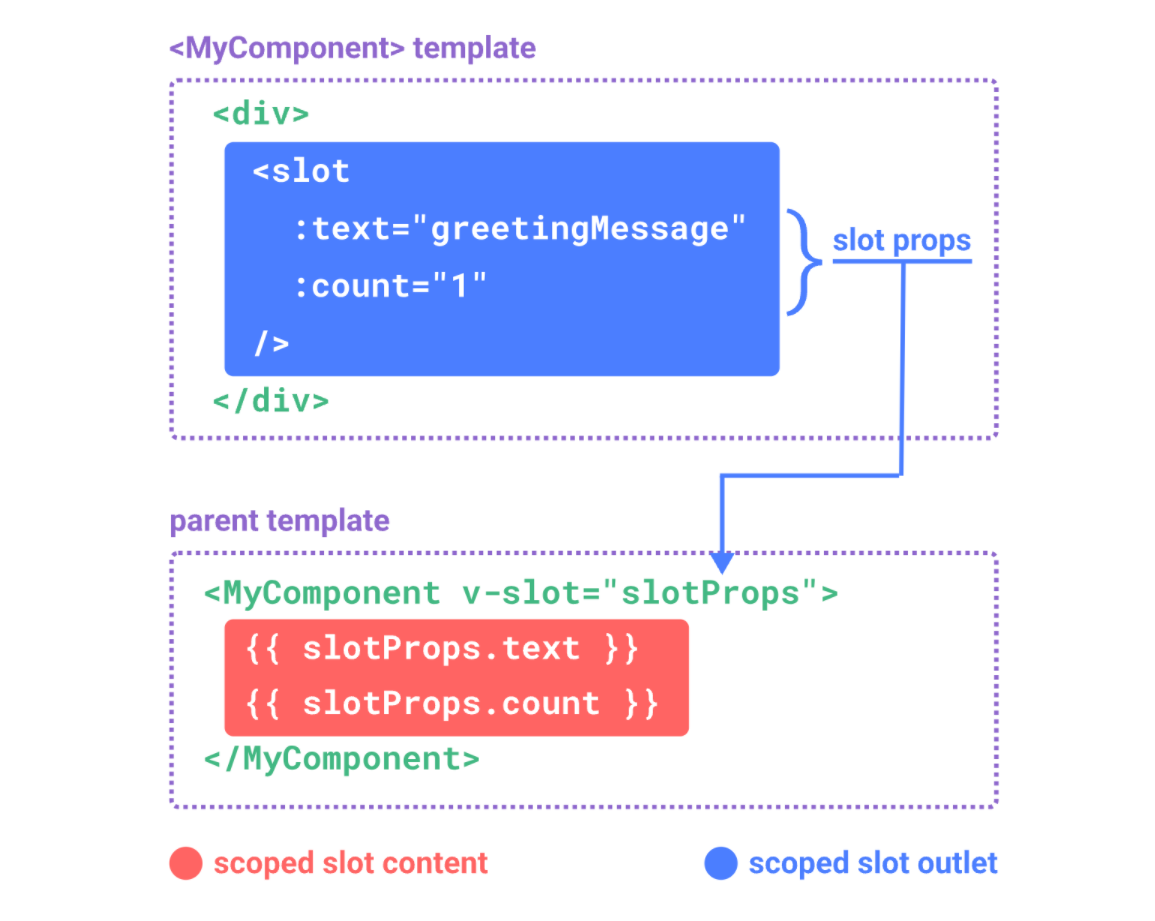 <MyComponent> template
<div>
<slot
:text="greetingMessage"
:count="1"
/>
</div>
slot props
parent template
<MyComponent v-slot="slotProps">
{{ slotProps.text }}
{{ slotProps.count }}
</MyComponent>
scoped slot content
scoped slot outlet